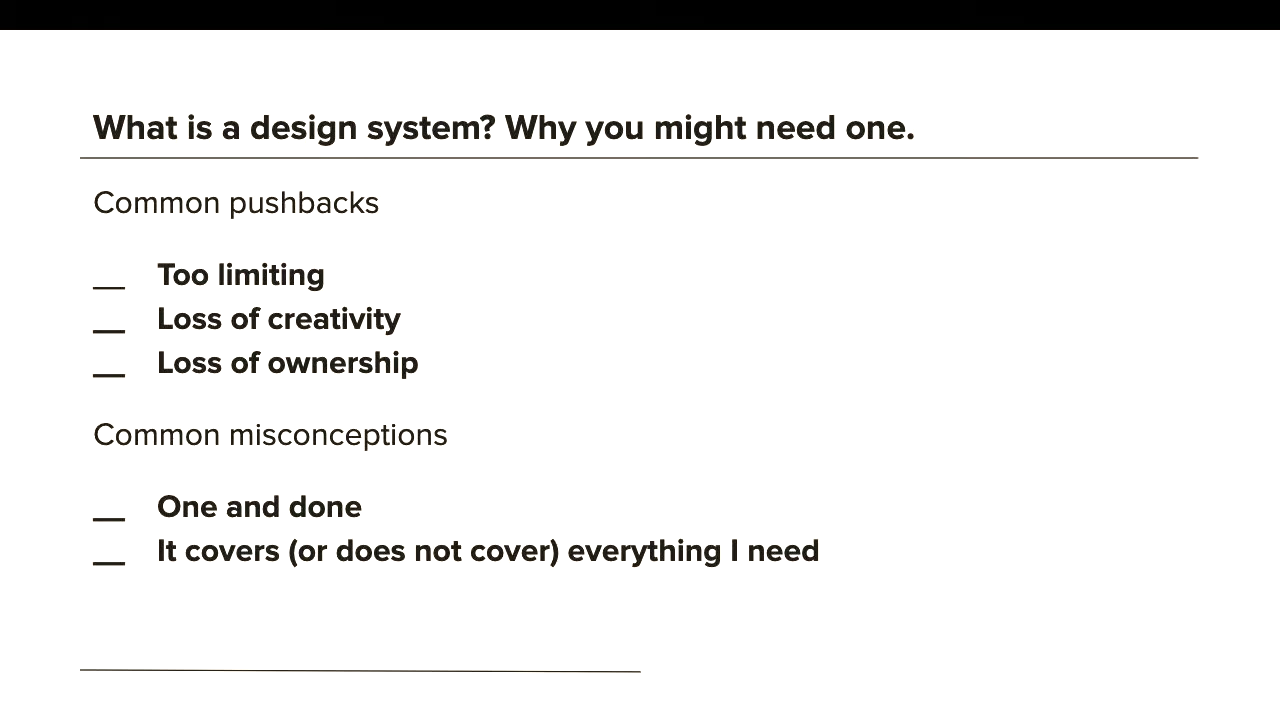 What is a design system? Why you might need one.
Common pushbacks
__ Too limiting
__ Loss of creativity
__ Loss of ownership
Common misconceptions
__ One and done
__ It covers (or does not cover) everything I need